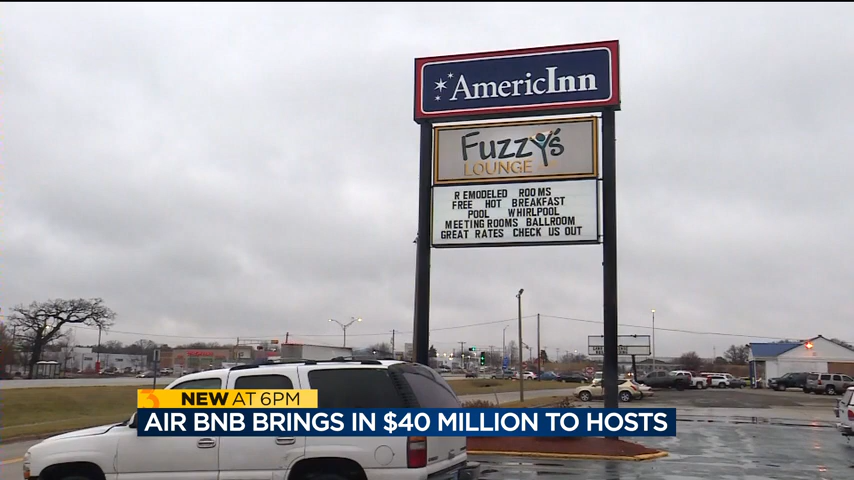 AmericInn
Fuzzy's
LOUNGE
REMODELED ROOMS
FREE HOT BREAKFAST
POOL WHIRLPOOL
MEETING ROOMS BALLROOM
GREAT RATES CHECK US OUT
3 NEW AT 6PM
AIR BNB BRINGS IN $40 MILLION TO HOSTS